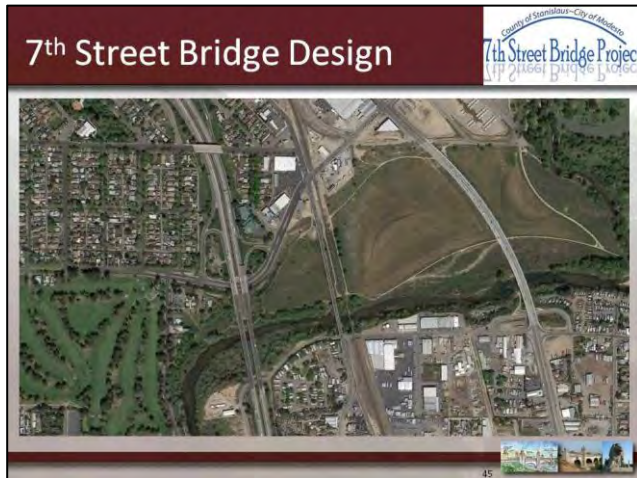 7th Street Bridge Design
County of Stanislaus~City of Modesto
7th Street Bridge Project
45